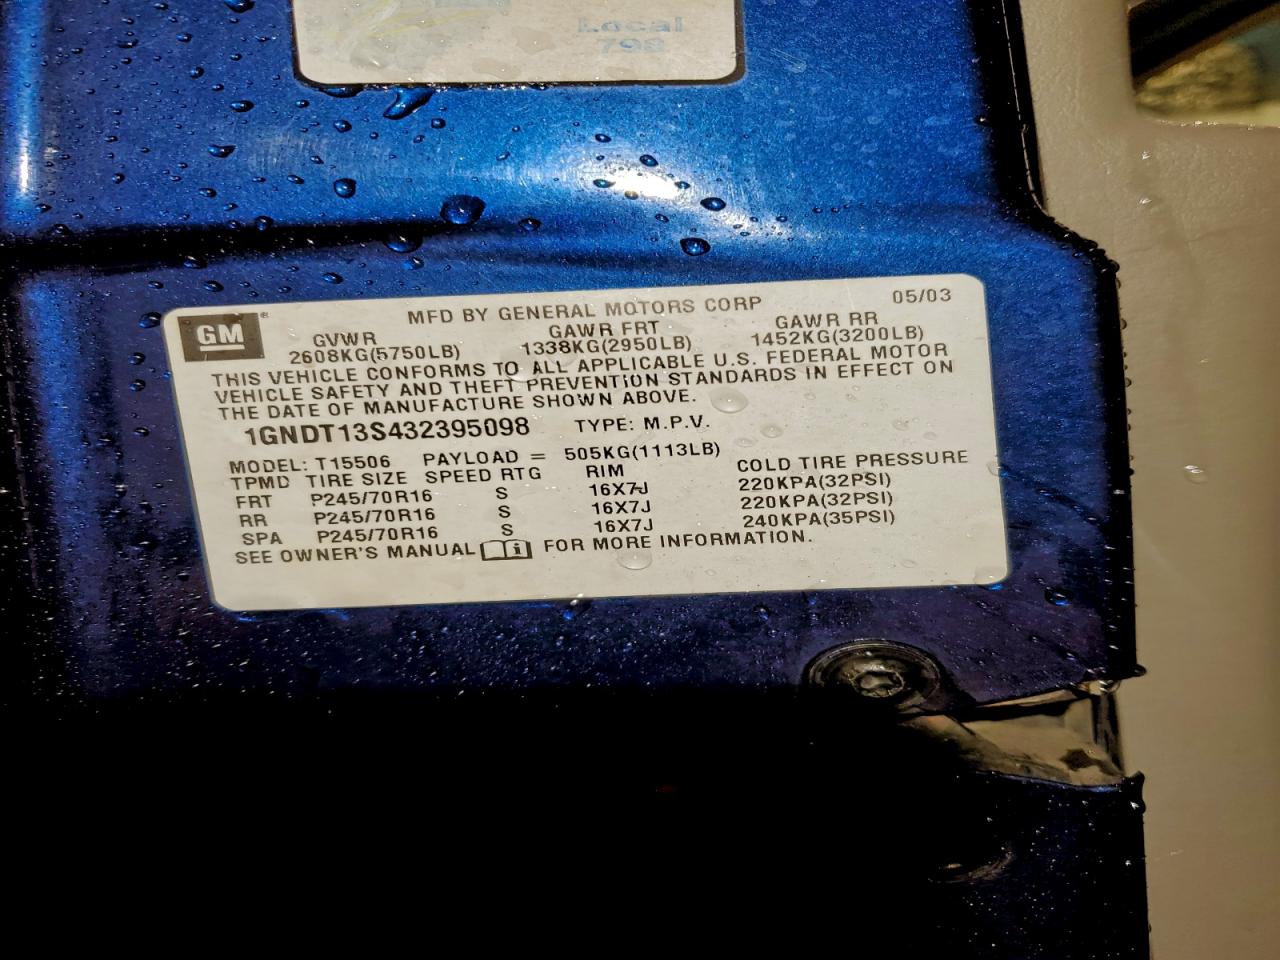 Local
798
GM
MFD BY GENERAL MOTORS CORP 05/03
GVWR GAWR FRT GAWR RR
2608KG(5750LB) 1338KG(2950LB) 1452KG(3200LB)
THIS VEHICLE CONFORMS TO ALL APPLICABLE U.S. FEDERAL MOTOR
VEHICLE SAFETY AND THEFT PREVENTION STANDARDS IN EFFECT ON
THE DATE OF MANUFACTURE SHOWN ABOVE.
1GNDT13S432395098 TYPE: M.P.V.
MODEL: T15506 PAYLOAD = 505KG(1113LB)
TPMD TIRE SIZE SPEED RTG RIM COLD TIRE PRESSURE
FRT P245/70R16 S 16X7J 220KPA(32PSI)
RR P245/70R16 S 16X7J 220KPA(32PSI)
SPA P245/70R16 S 16X7J 240KPA(35PSI)
SEE OWNER'S MANUAL FOR MORE INFORMATION.